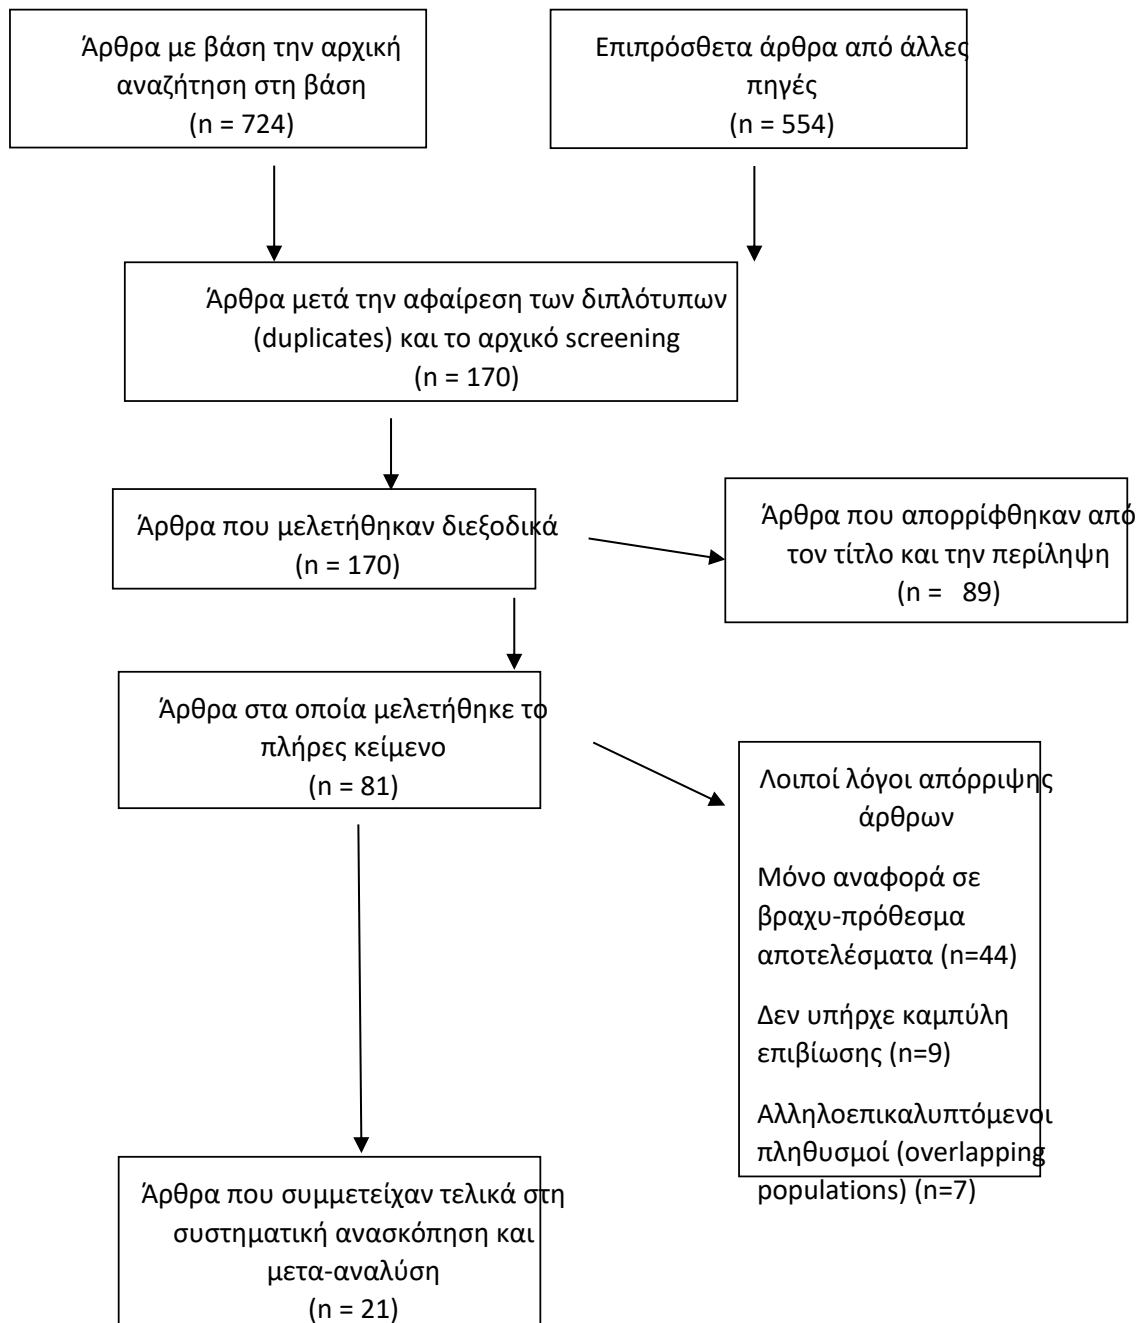 Άρθρα με βάση την αρχική
αναζήτηση στη βάση
(n = 724)
Επιπρόσθετα άρθρα από άλλες
πηγές
(n = 554)
Άρθρα μετά την αφαίρεση των διπλότυπων
(duplicates) και το αρχικό screening
(n = 170)
Άρθρα που μελετήθηκαν διεξοδικά
(n = 170)
Άρθρα που απορρίφθηκαν από
τον τίτλο και την περίληψη
(n = 89)
Άρθρα στα οποία μελετήθηκε το
πλήρες κείμενο
(n = 81)
Λοιποί λόγοι απόρριψης
άρθρων
Μόνο αναφορά σε
βραχυ-πρόθεσμα
αποτελέσματα (n=44)
Δεν υπήρχε καμπύλη
επιβίωσης (n=9)
Αλληλοεπικαλυπτόμενοι
πληθυσμοί (overlapping
populations) (n=7)
Άρθρα που συμμετείχαν τελικά στη
συστηματική ανασκόπηση και
μετα-αναλύση
(n = 21)